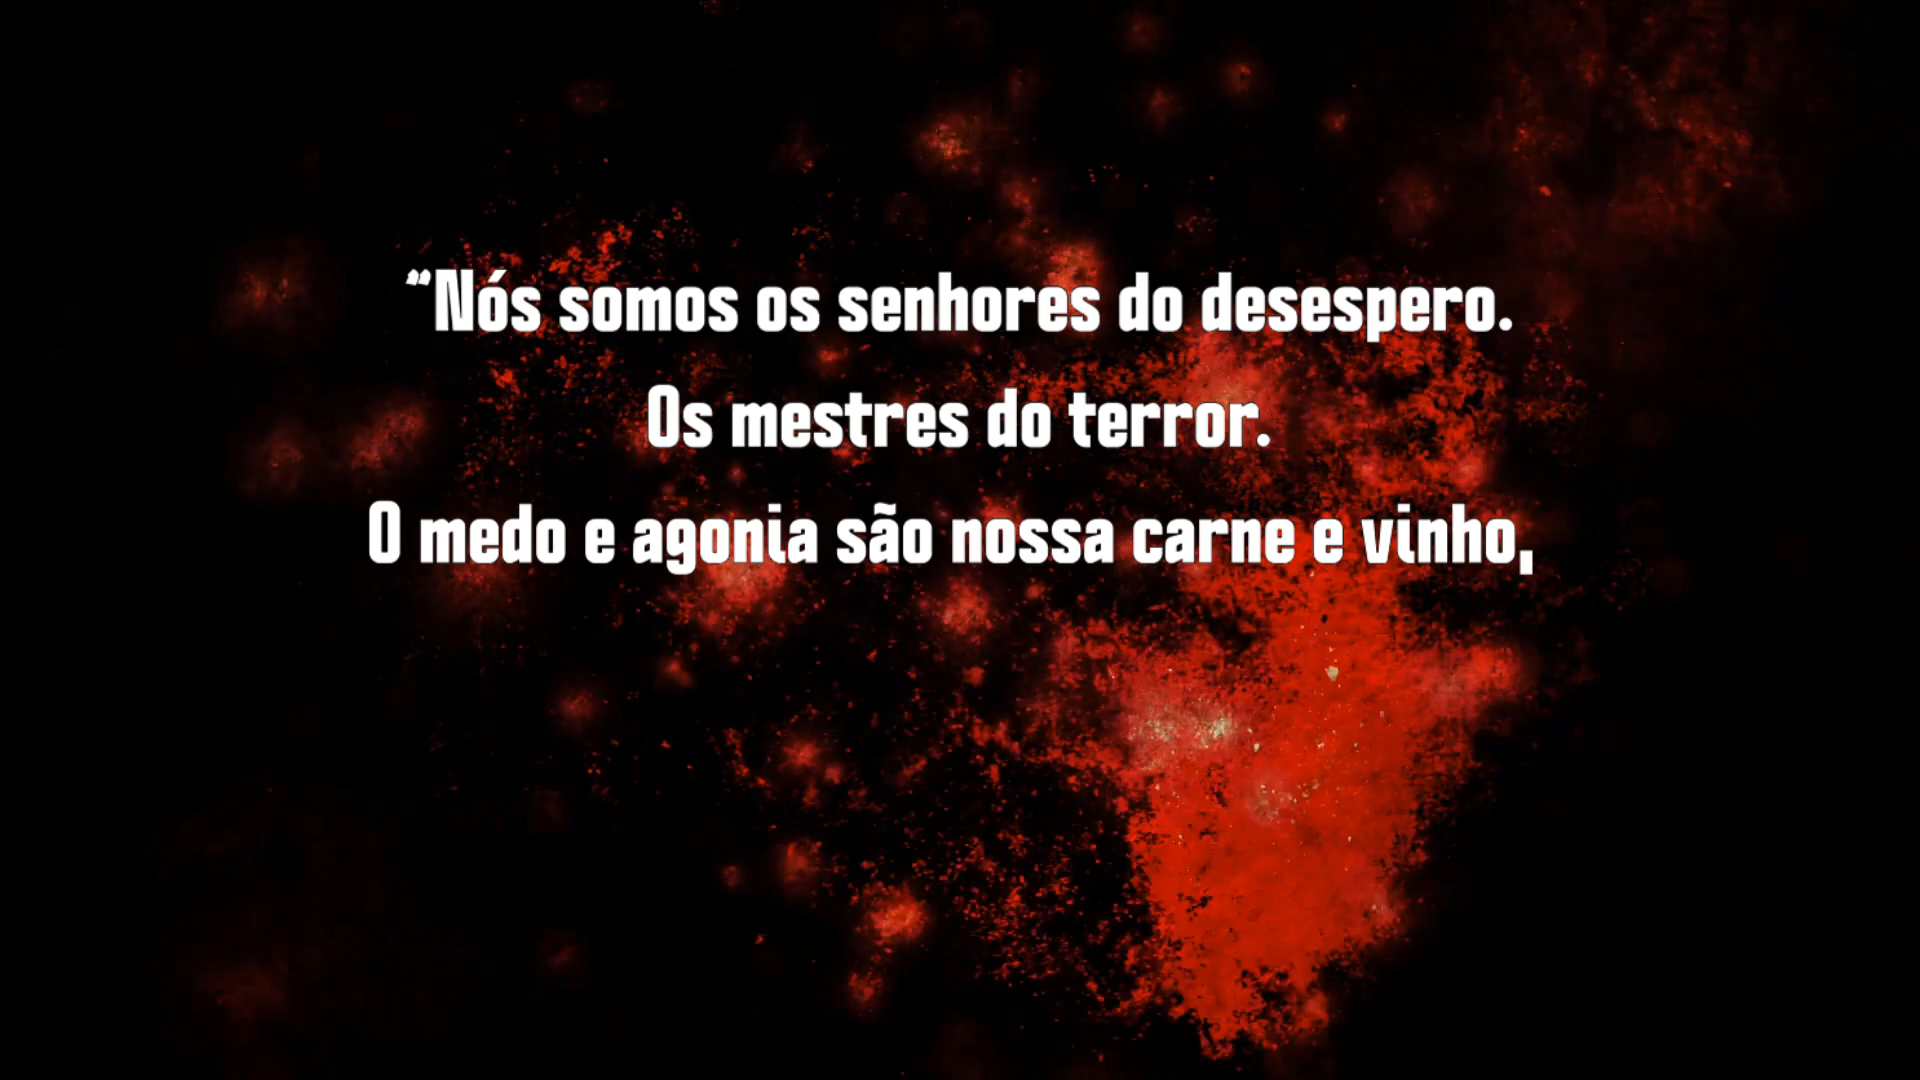 “Nós somos os senhores do desespero.
Os mestres do terror.
O medo e agonia são nossa carne e vinho,